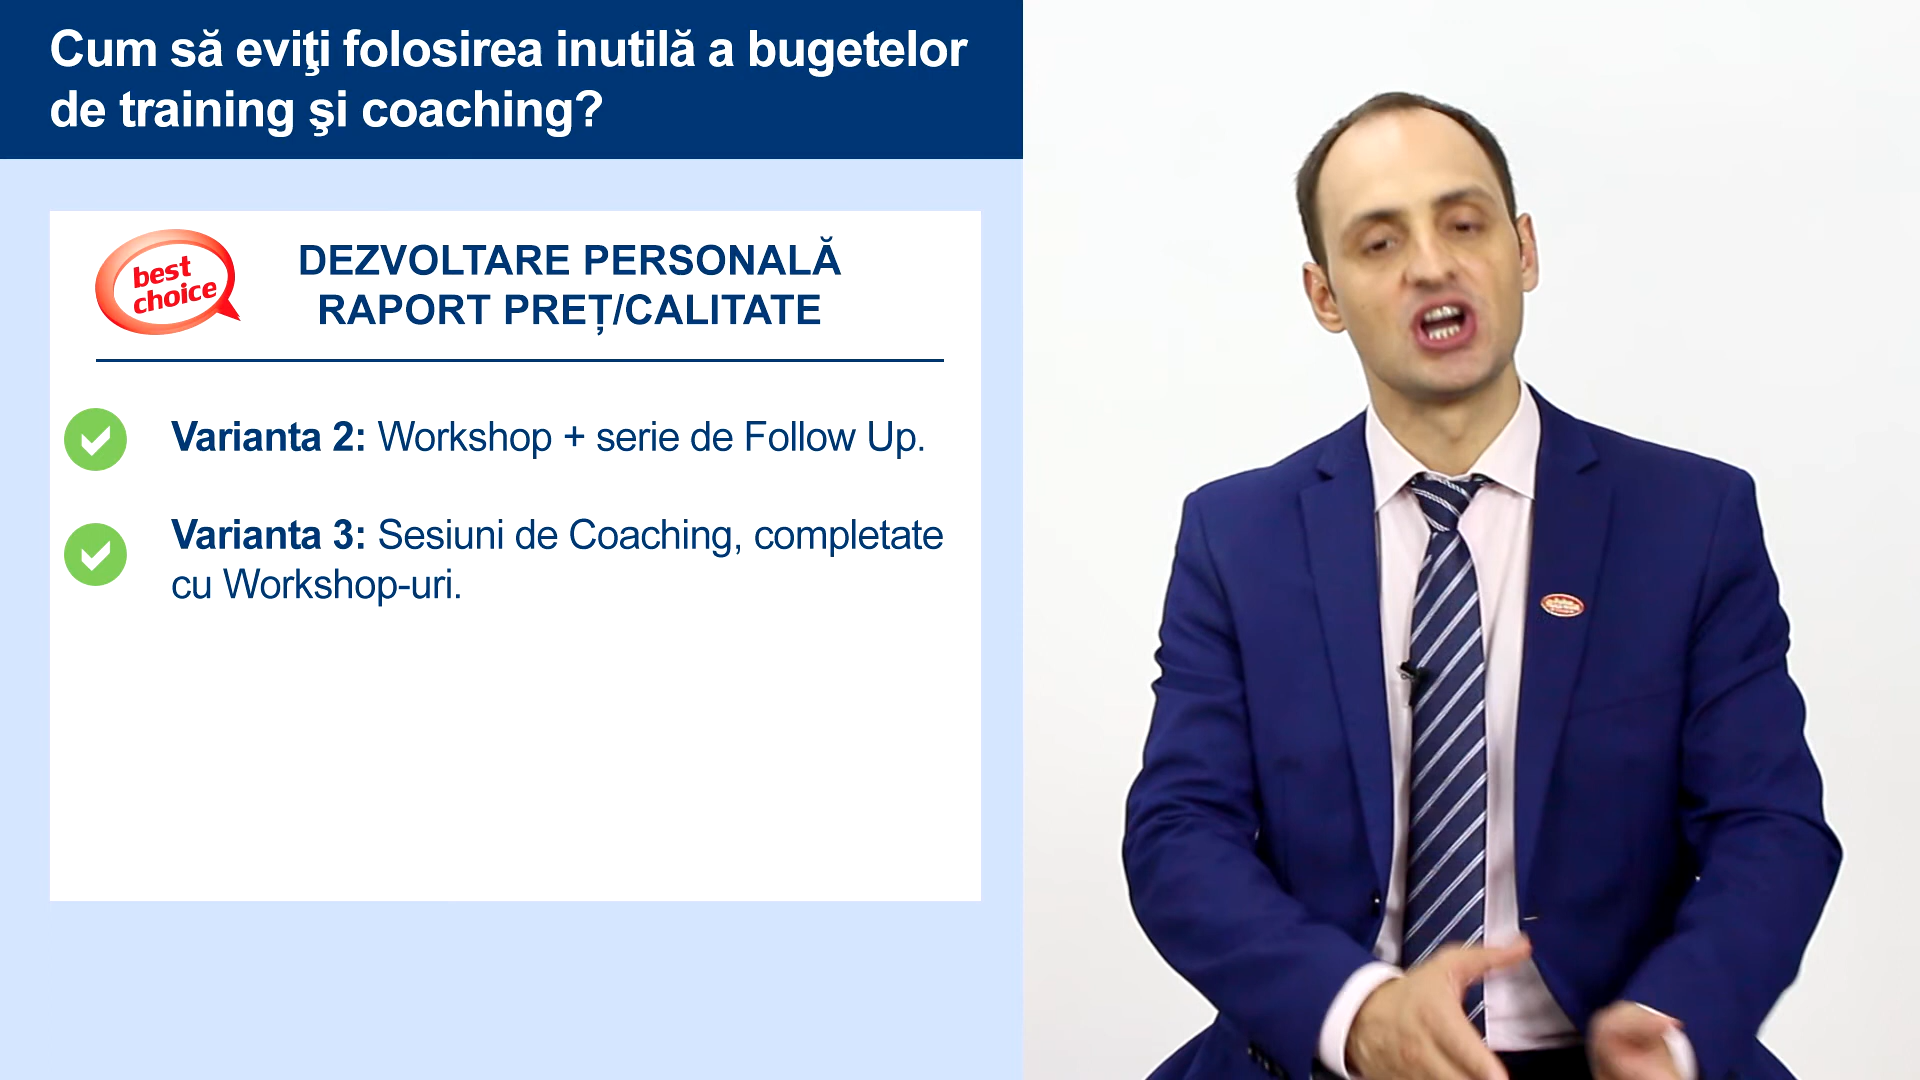 Cum să eviţi folosirea inutilă a bugetelor
de training şi coaching?
best
choice
DEZVOLTARE PERSONALĂ
RAPORT PREȚ/CALITATE
Varianta 2: Workshop + serie de Follow Up.
Varianta 3: Sesiuni de Coaching, completate
cu Workshop-uri.